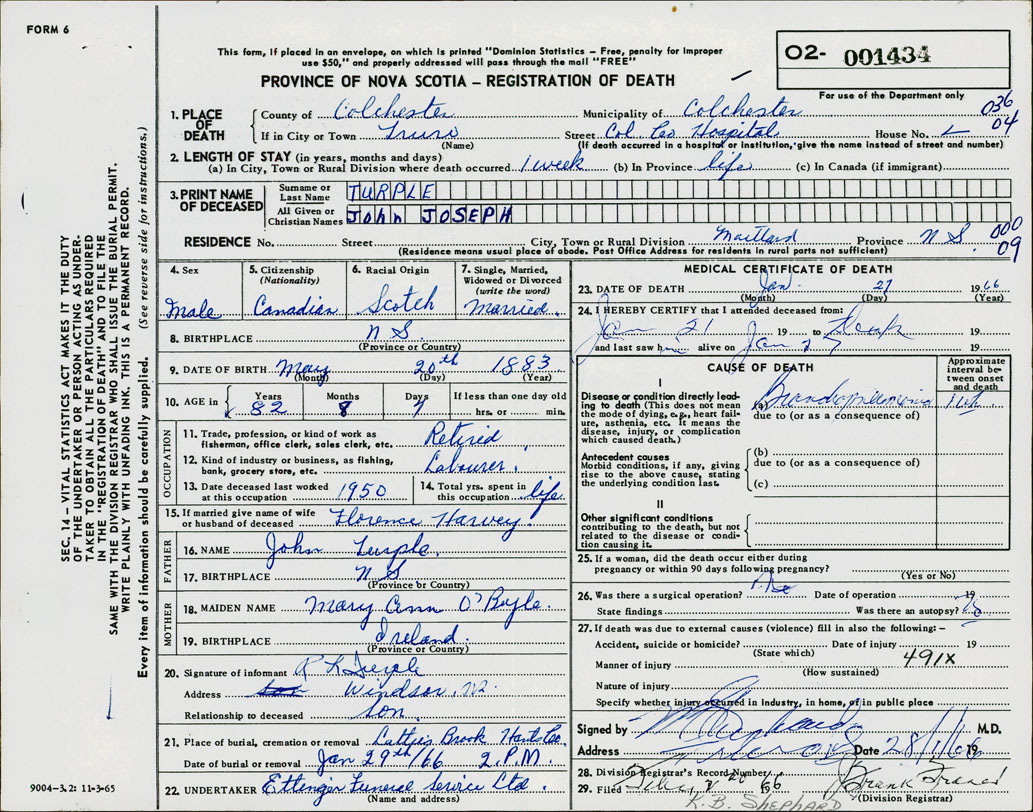 FORM 6
This form, if placed in an envelope, on which is printed "Dominion Statistics – Free, penalty for improper
use $50," and properly addressed will pass through the mail "FREE"
PROVINCE OF NOVA SCOTIA – REGISTRATION OF DEATH
O2- 001434
For use of the Department only
1. PLACE OF DEATH
County of Colchester Municipality of Colchester 036
If in City or Town Truro Street Col Co Hospital House No. 04
(Name) (If death occurred in a hospital or institution, give the name instead of street and number)
2. LENGTH OF STAY (in years, months and days)
(a) In City, Town or Rural Division where death occurred 1 week (b) In Province life (c) In Canada (if immigrant)
3. PRINT NAME OF DECEASED
Surname or Last Name TURPLE
All Given or Christian Names John JOSEPH
RESIDENCE No. Street City, Town or Rural Division Maitland Province N S 000
(Residence means usual place of abode. Post Office Address for residents in rural parts not sufficient) 09
4. Sex Male
5. Citizenship (Nationality) Canadian
6. Racial Origin Scotch
7. Single, Married, Widowed or Divorced (write the word) Married.
8. BIRTHPLACE N S
(Province or Country)
9. DATE OF BIRTH May 20th 1883
(Month) (Day) (Year)
10. AGE in Years Months Days If less than one day old
82 8 7 hrs. or min.
OCCUPATION
11. Trade, profession, or kind of work as fisherman, office clerk, sales clerk, etc. Retired
12. Kind of industry or business, as fishing, bank, grocery store, etc. Labourer.
13. Date deceased last worked at this occupation 1950
14. Total yrs. spent in this occupation life
15. If married give name of wife or husband of deceased Florence Harvey.
FATHER
16. NAME John Turple.
17. BIRTHPLACE N S
(Province or Country)
MOTHER
18. MAIDEN NAME Mary Ann O'Boyle.
19. BIRTHPLACE Ireland.
(Province or Country)
20. Signature of informant Turple
Address Windsor, NS.
Relationship to deceased son.
21. Place of burial, cremation or removal Brook Hants Co.
Date of burial or removal Jan 29th/66 2 P.M.
22. UNDERTAKER Ettinger Funeral Service Ltd.
(Name and address)
MEDICAL CERTIFICATE OF DEATH
23. DATE OF DEATH Jan. 27 1966
(Month) (Day) (Year)
24. I HEREBY CERTIFY that I attended deceased from:
Jan 21 19 to Death 19
and last saw him alive on Jan 27 19
CAUSE OF DEATH
Approximate interval between onset and death
I
Disease or condition directly leading to death (This does not mean the mode of dying, e.g., heart failure, asthenia, etc. It means the disease, injury, or complication which caused death.)
(a) Bronchopneumonia
due to (or as a consequence of)
Antecedent causes
Morbid conditions, if any, giving rise to the above cause, stating the underlying condition last.
(b)
due to (or as a consequence of)
(c)
II
Other significant conditions contributing to the death, but not related to the disease or condition causing it.
25. If a woman, did the death occur either during pregnancy or within 90 days following pregnancy?
(Yes or No)
26. Was there a surgical operation? No Date of operation 19
State findings Was there an autopsy? No
27. If death was due to external causes (violence) fill in also the following: –
Accident, suicide or homicide? Date of injury 19
(State which) 491X
Manner of injury
(How sustained)
Nature of injury
Specify whether injury occurred in industry, in home, or in public place
Signed by M.D.
Address Truro Date 28/1/66 19
28. Division Registrar's Record Number 20
29. Filed 66 Frank
K. B. SHEPHARD (Division Registrar)
SEC. 14 – VITAL STATISTICS ACT MAKES IT THE DUTY
OF THE UNDERTAKER OR PERSON ACTING AS UNDER-
TAKER TO OBTAIN ALL THE PARTICULARS REQUIRED
IN THE "REGISTRATION OF DEATH" AND TO FILE THE
SAME WITH THE DIVISION REGISTRAR WHO SHALL ISSUE THE BURIAL PERMIT.
WRITE PLAINLY WITH UNFADING INK. THIS IS A PERMANENT RECORD.
Every item of information should be carefully supplied. (See reverse side for instructions.)
9004–3.2: 11-3-65